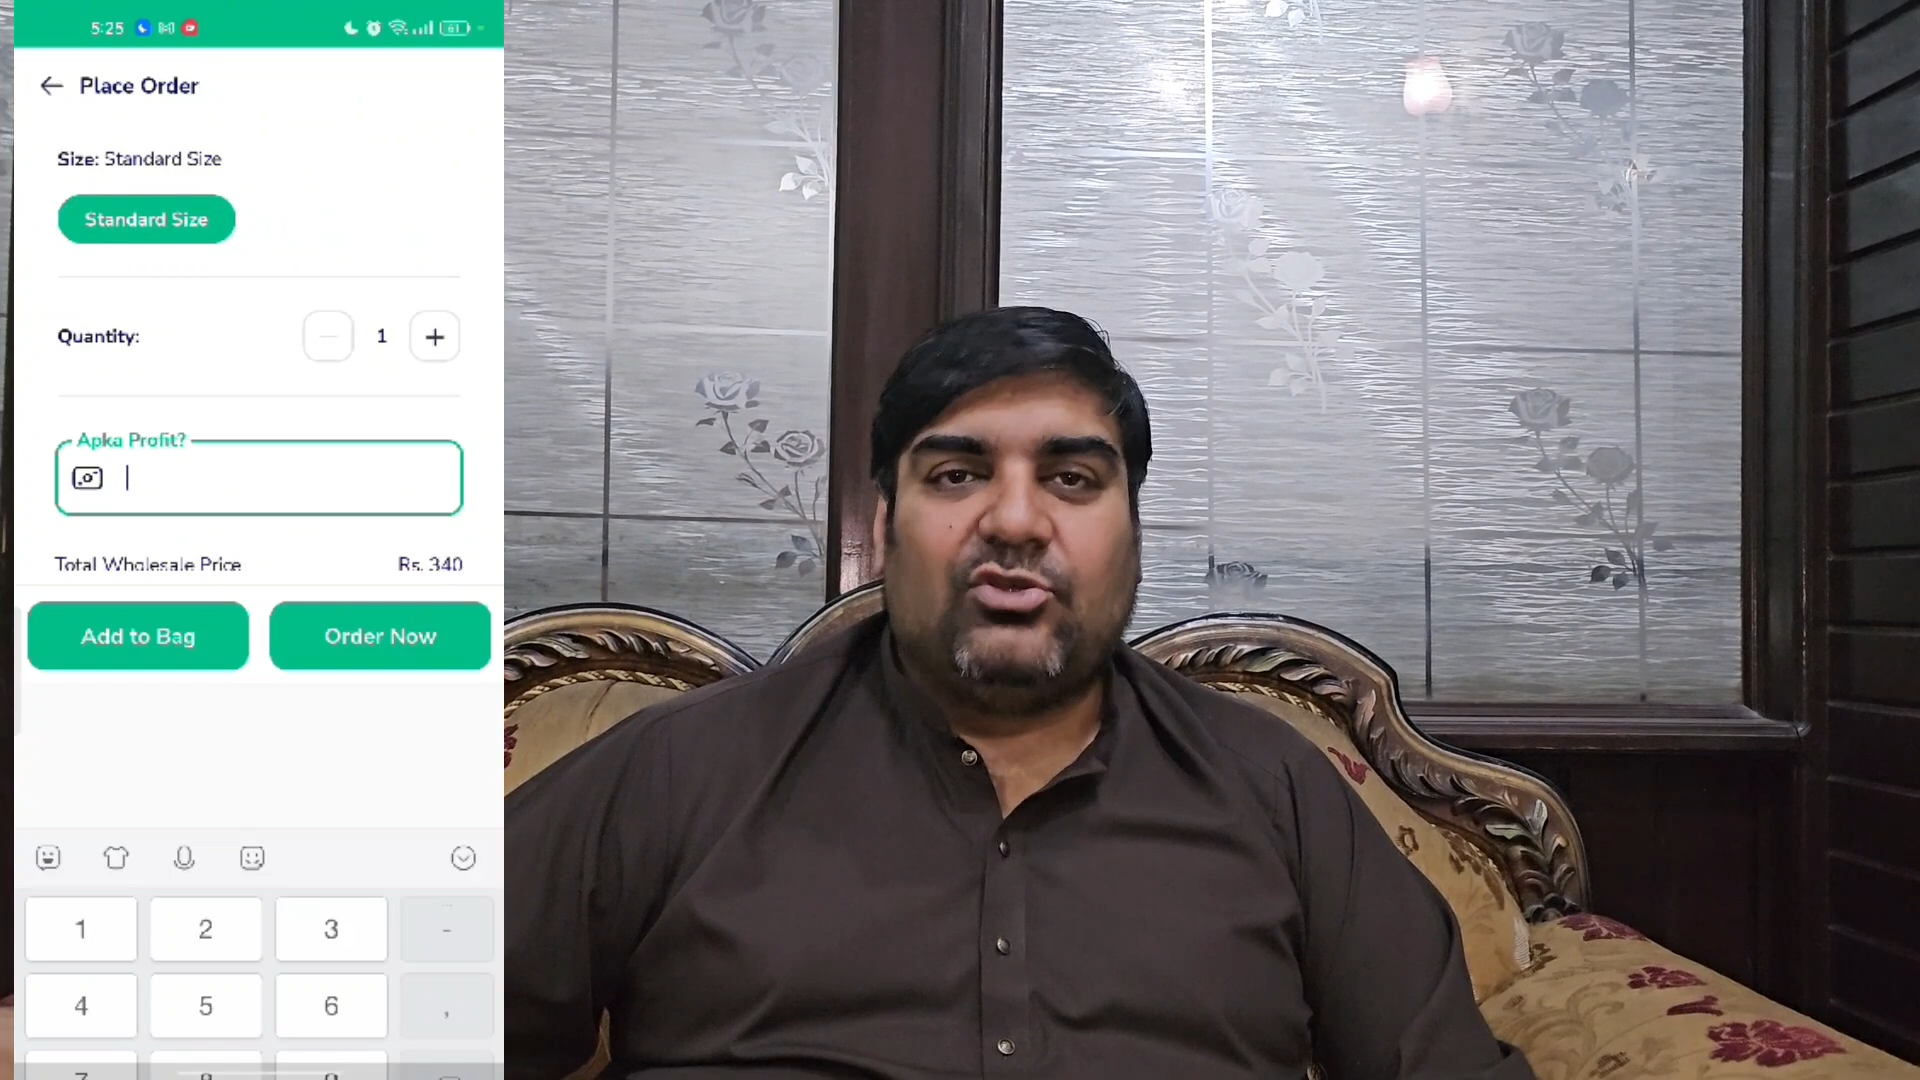 5:25
61
Place Order
Size: Standard Size
Standard Size
Quantity:
1
Apka Profit?
Total Wholesale Price
Rs. 340
Add to Bag
Order Now
1
2
3
-
4
5
6
,